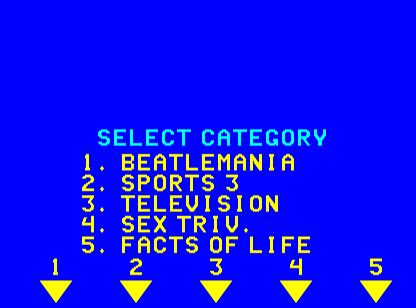 SELECT CATEGORY
1. BEATLEMANIA
2. SPORTS 3
3. TELEVISION
4. SEX TRIV.
5. FACTS OF LIFE
1 2 3 4 5